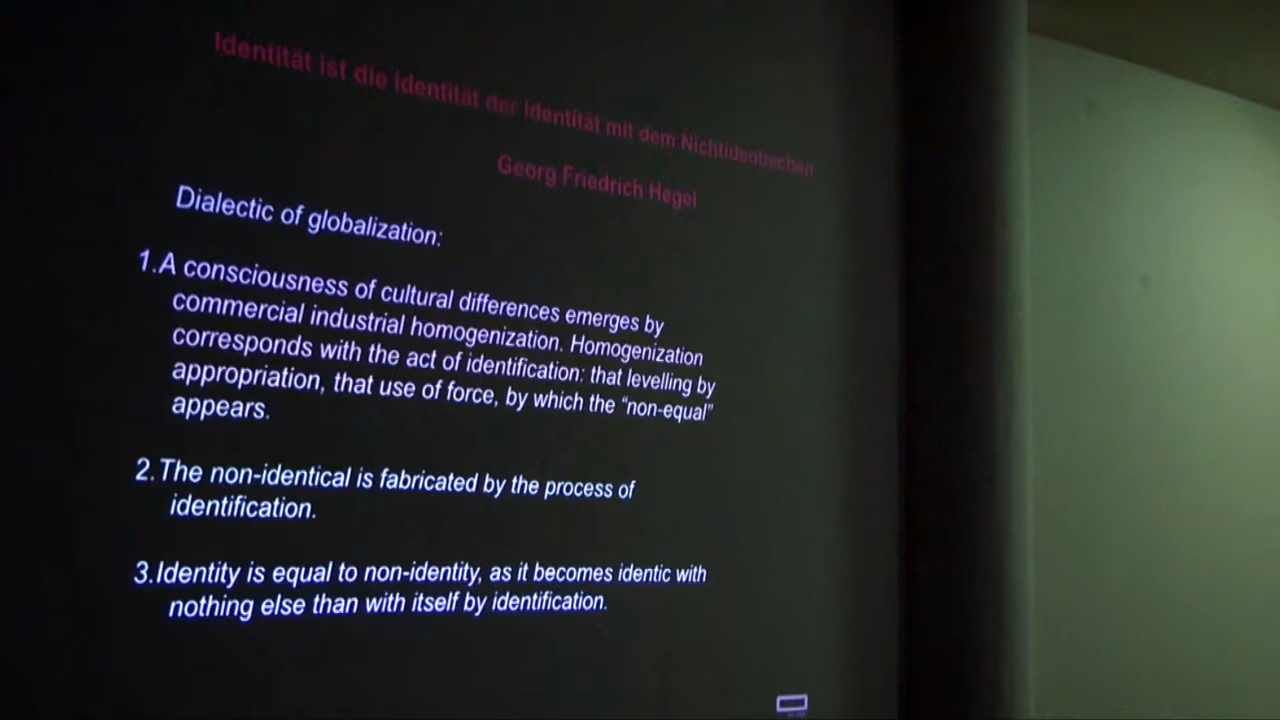 Identität ist die Identität der Identität mit dem Nichtidentischen
Georg Friedrich Hegel
Dialectic of globalization:
1.A consciousness of cultural differences emerges by
commercial industrial homogenization. Homogenization
corresponds with the act of identification: that levelling by
appropriation, that use of force, by which the “non-equal”
appears.
2.The non-identical is fabricated by the process of
identification.
3.Identity is equal to non-identity, as it becomes identic with
nothing else than with itself by identification.